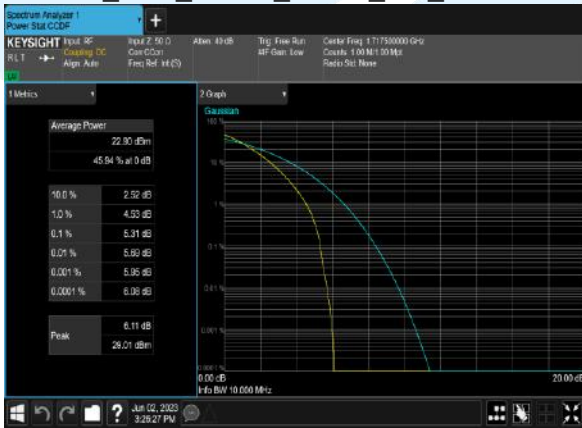 Spectrum Analyzer 1
Power Stat CCDF
+
KEYSIGHT
Input: RF
Input Z: 50 Ω
Atten: 40 dB
Trig: Free Run
Center Freq: 1.717500000 GHz
RLT
Coupling: DC
Corr CCorr
#IF Gain: Low
Counts: 1.00 M/1.00 Mpt
Align: Auto
Freq Ref: Int (S)
Radio Std: None
1 Metrics
2 Graph
Average Power
22.90 dBm
45.94 % at 0 dB
10.0 % 2.52 dB
1.0 % 4.53 dB
0.1 % 5.31 dB
0.01 % 5.69 dB
0.001 % 5.95 dB
0.0001 % 6.08 dB
Peak
6.11 dB
29.01 dBm
Gaussian
100 %
10 %
1 %
0.1 %
0.01 %
0.001 %
0.0001 %
0.00 dB
20.00 dB
Info BW 10.000 MHz
?
Jun 02, 2023
3:26:27 PM